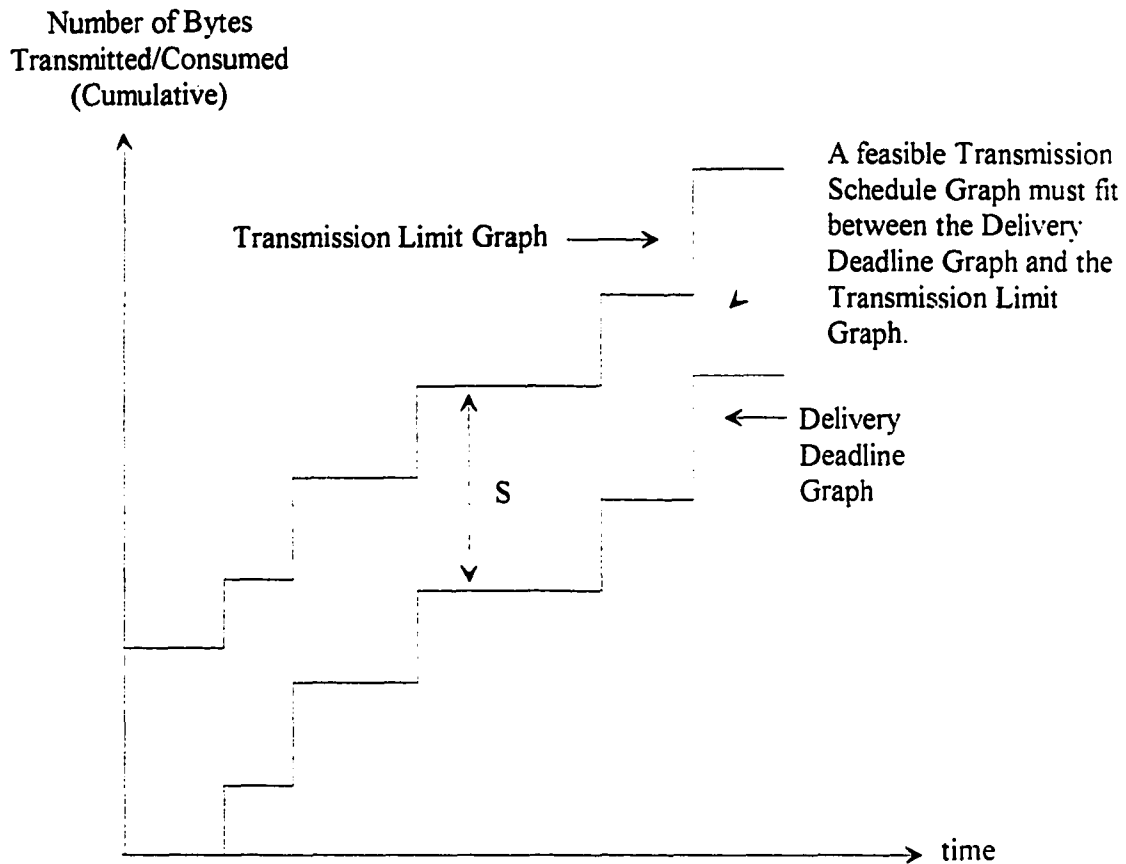 Number of Bytes
Transmitted/Consumed
(Cumulative)
A feasible Transmission
Schedule Graph must fit
between the Delivery
Deadline Graph and the
Transmission Limit
Graph.
Transmission Limit Graph
Delivery
Deadline
Graph
S
time